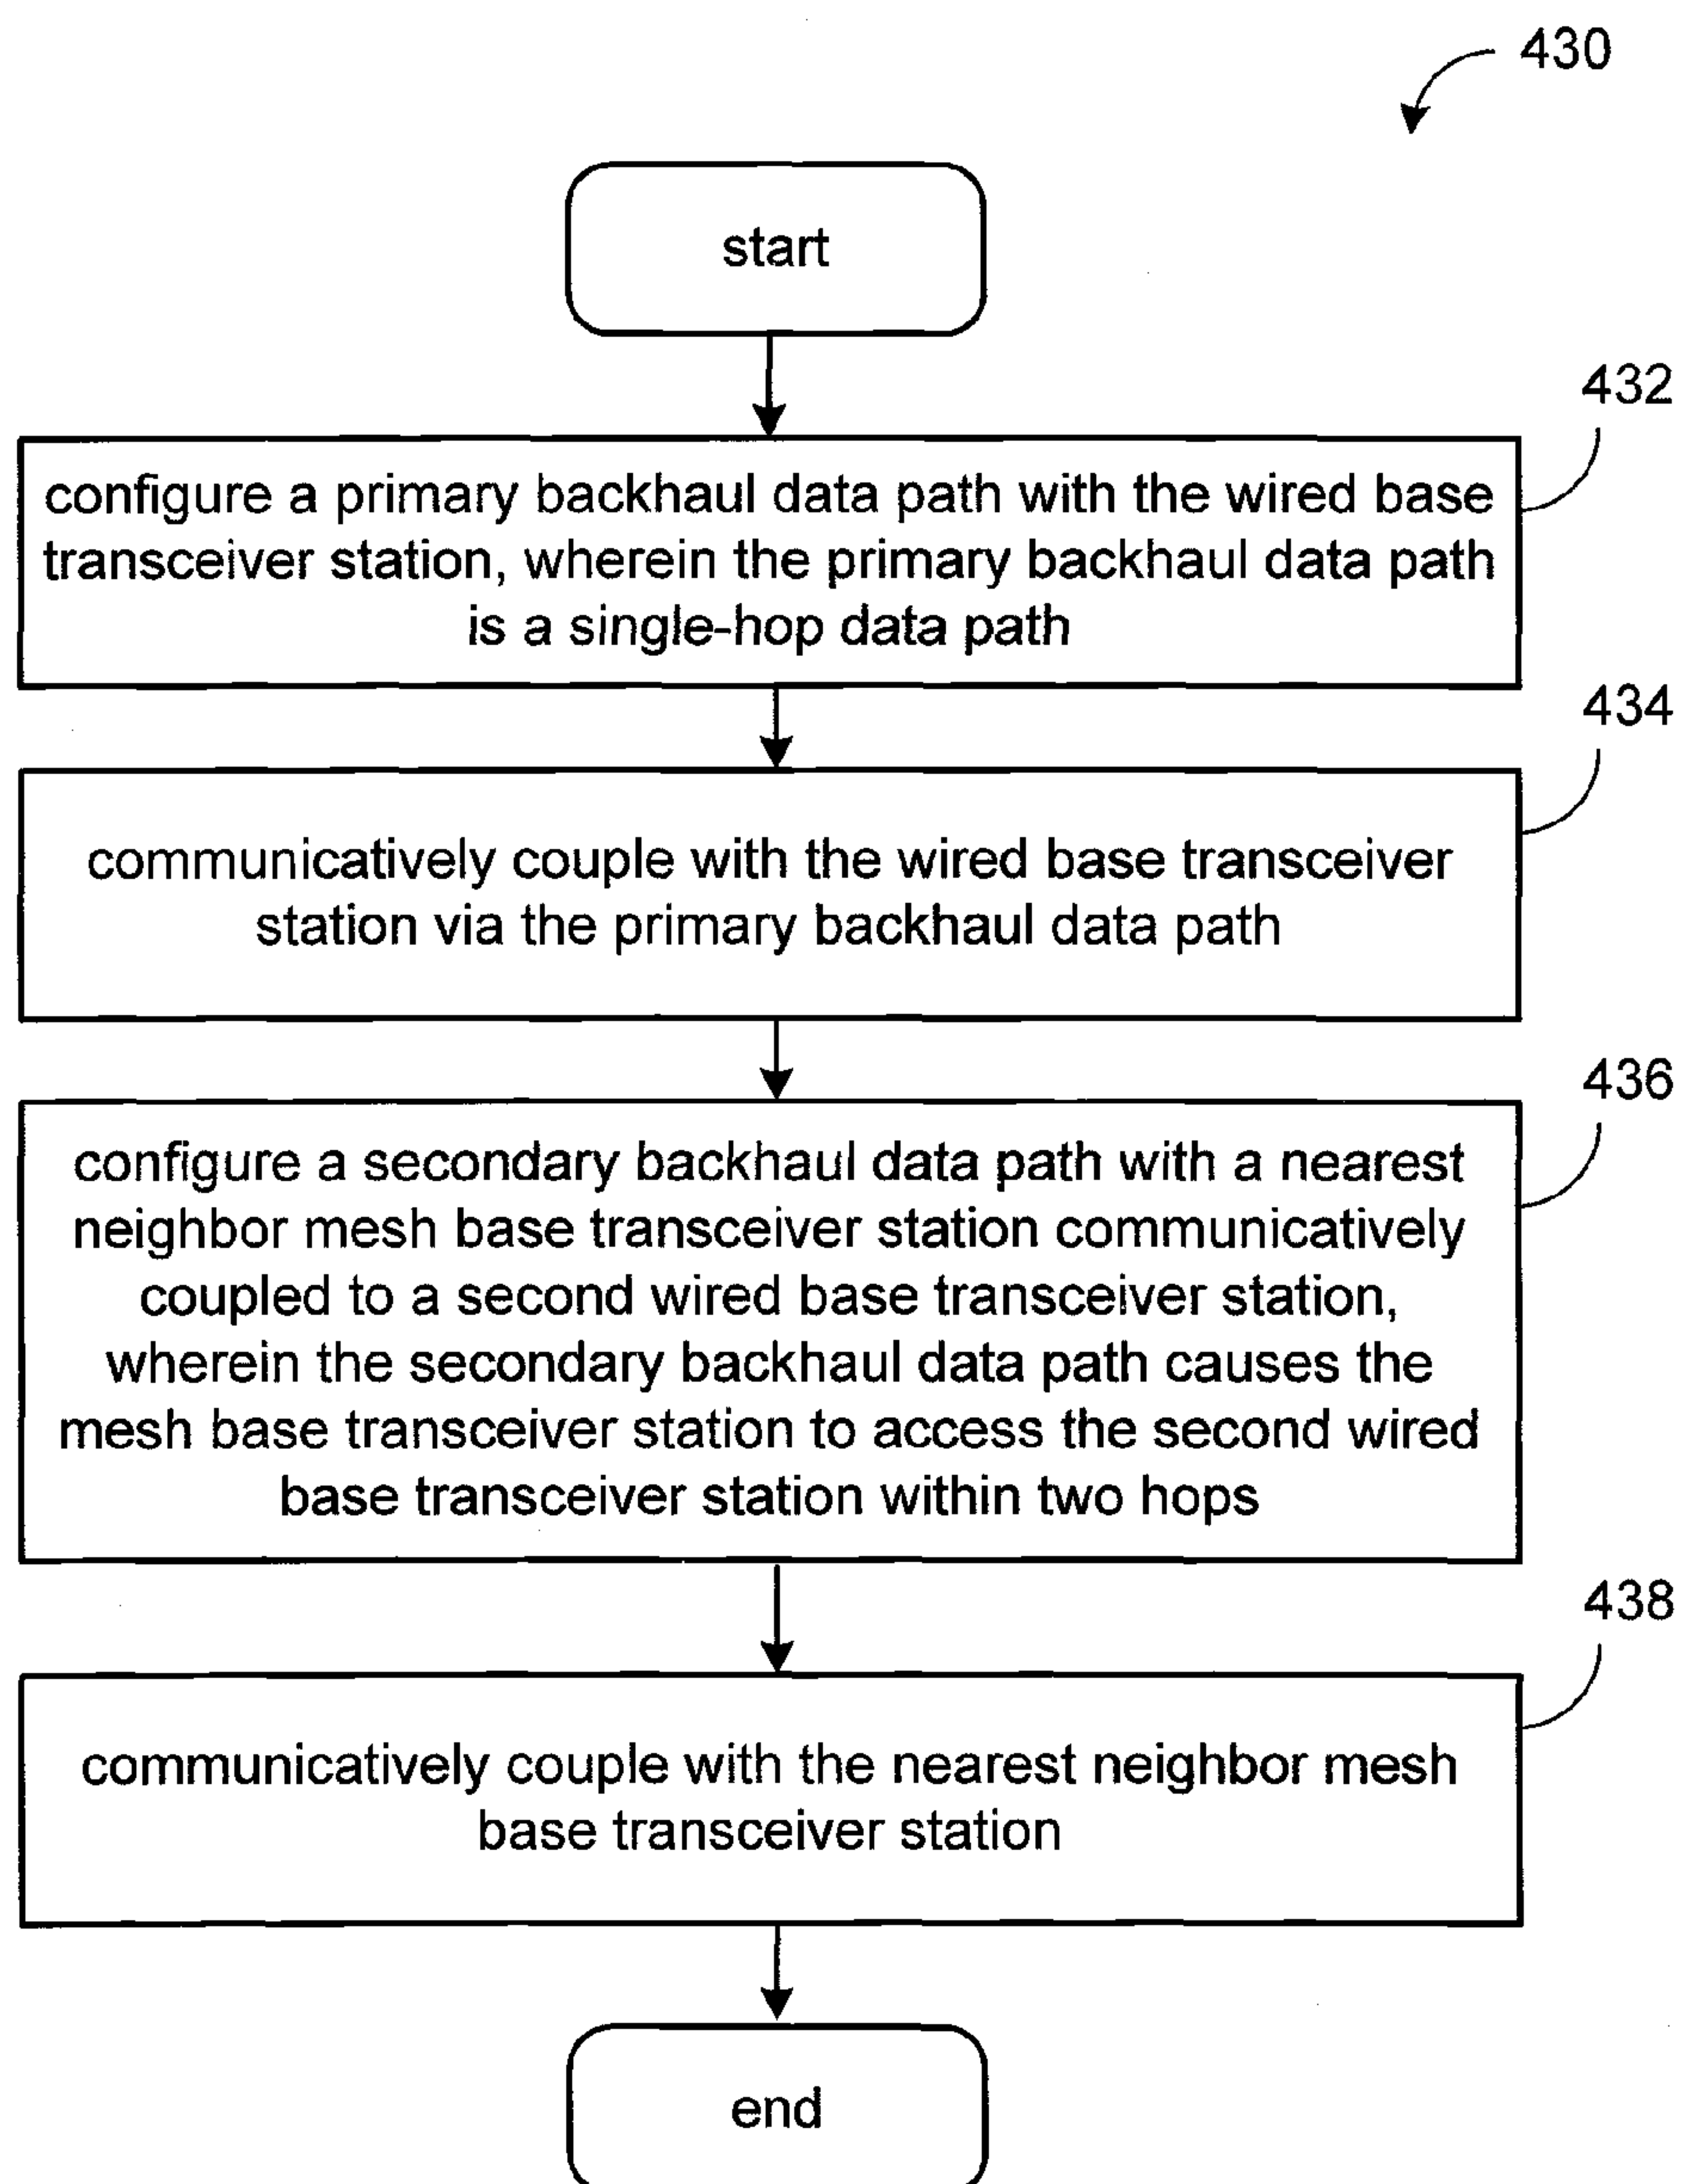 430
start
432
configure a primary backhaul data path with the wired base
transceiver station, wherein the primary backhaul data path
is a single-hop data path
434
communicatively couple with the wired base transceiver
station via the primary backhaul data path
436
configure a secondary backhaul data path with a nearest
neighbor mesh base transceiver station communicatively
coupled to a second wired base transceiver station,
wherein the secondary backhaul data path causes the
mesh base transceiver station to access the second wired
base transceiver station within two hops
438
communicatively couple with the nearest neighbor mesh
base transceiver station
end